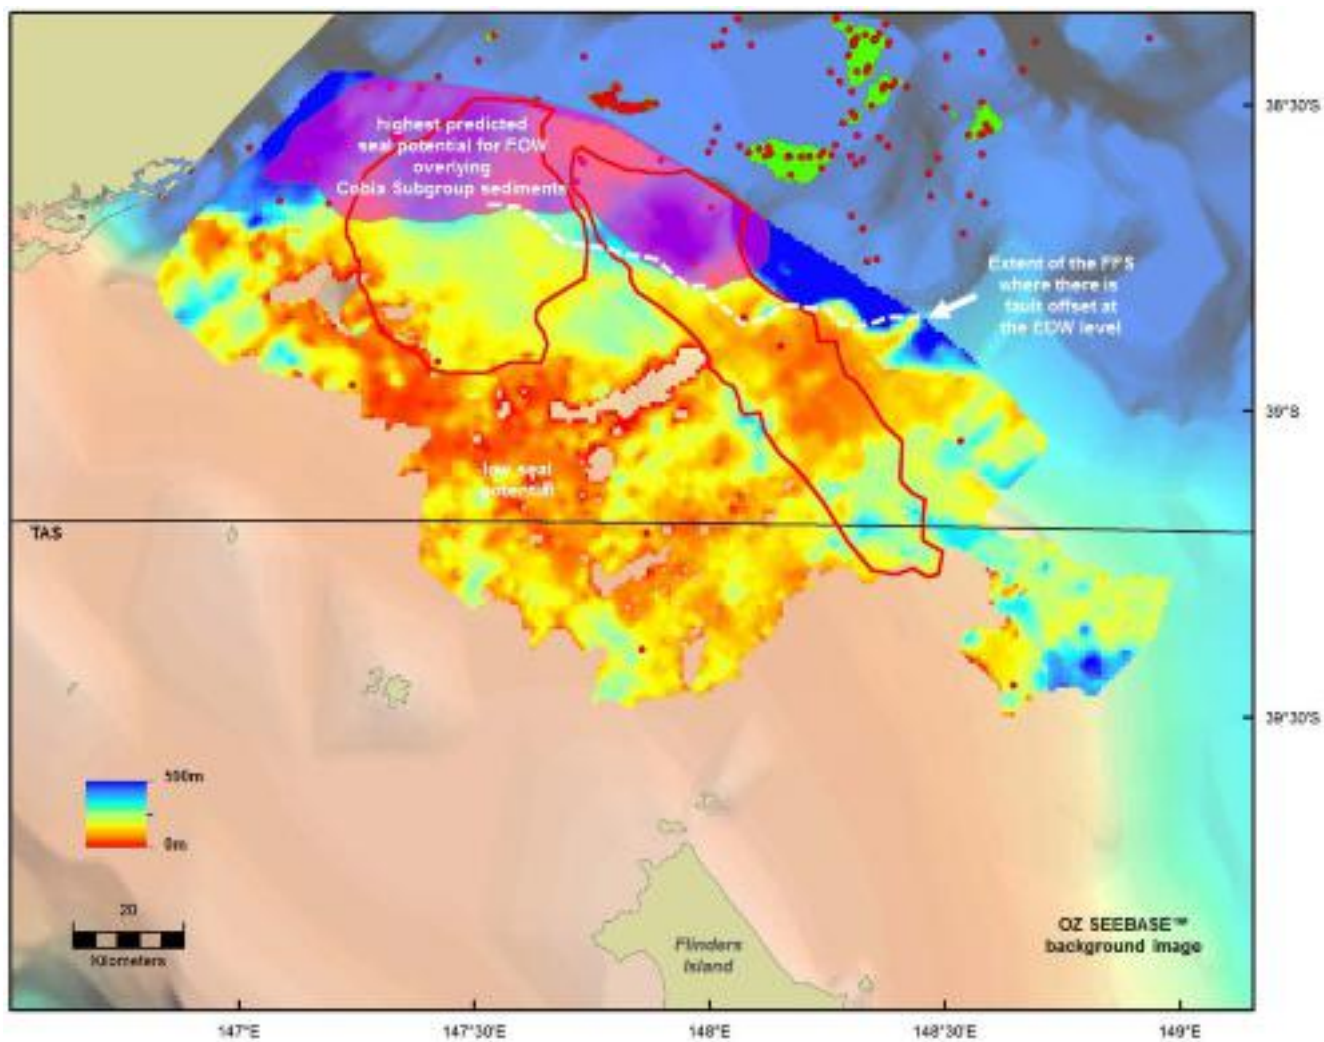 highest predicted
seal potential for EOW
overlying
Cobia Subgroup sediments
38°30'S
Extent of the FFS
where there is
fault offset at
the EOW level
39°S
low seal
potential
TAS
39°30'S
500m
0m
20
Kilometers
OZ SEEBASE™
background image
Flinders
Island
147°E
147°30'E
148°E
148°30'E
149°E